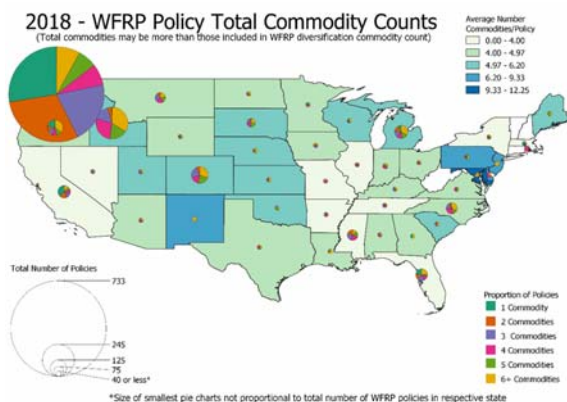 2018 - WFRP Policy Total Commodity Counts
(Total commodities may be more than those included in WFRP diversification commodity count)
Average Number
Commodities/Policy
0.00 - 4.00
4.00 - 4.97
4.97 - 6.20
6.20 - 9.33
9.33 - 12.25
Total Number of Policies
733
245
125
75
40 or less*
Proportion of Policies
1 Commodity
2 Commodities
3 Commodities
4 Commodities
5 Commodities
6+ Commodities
*Size of smallest pie charts not proportional to total number of WFRP policies in respective state